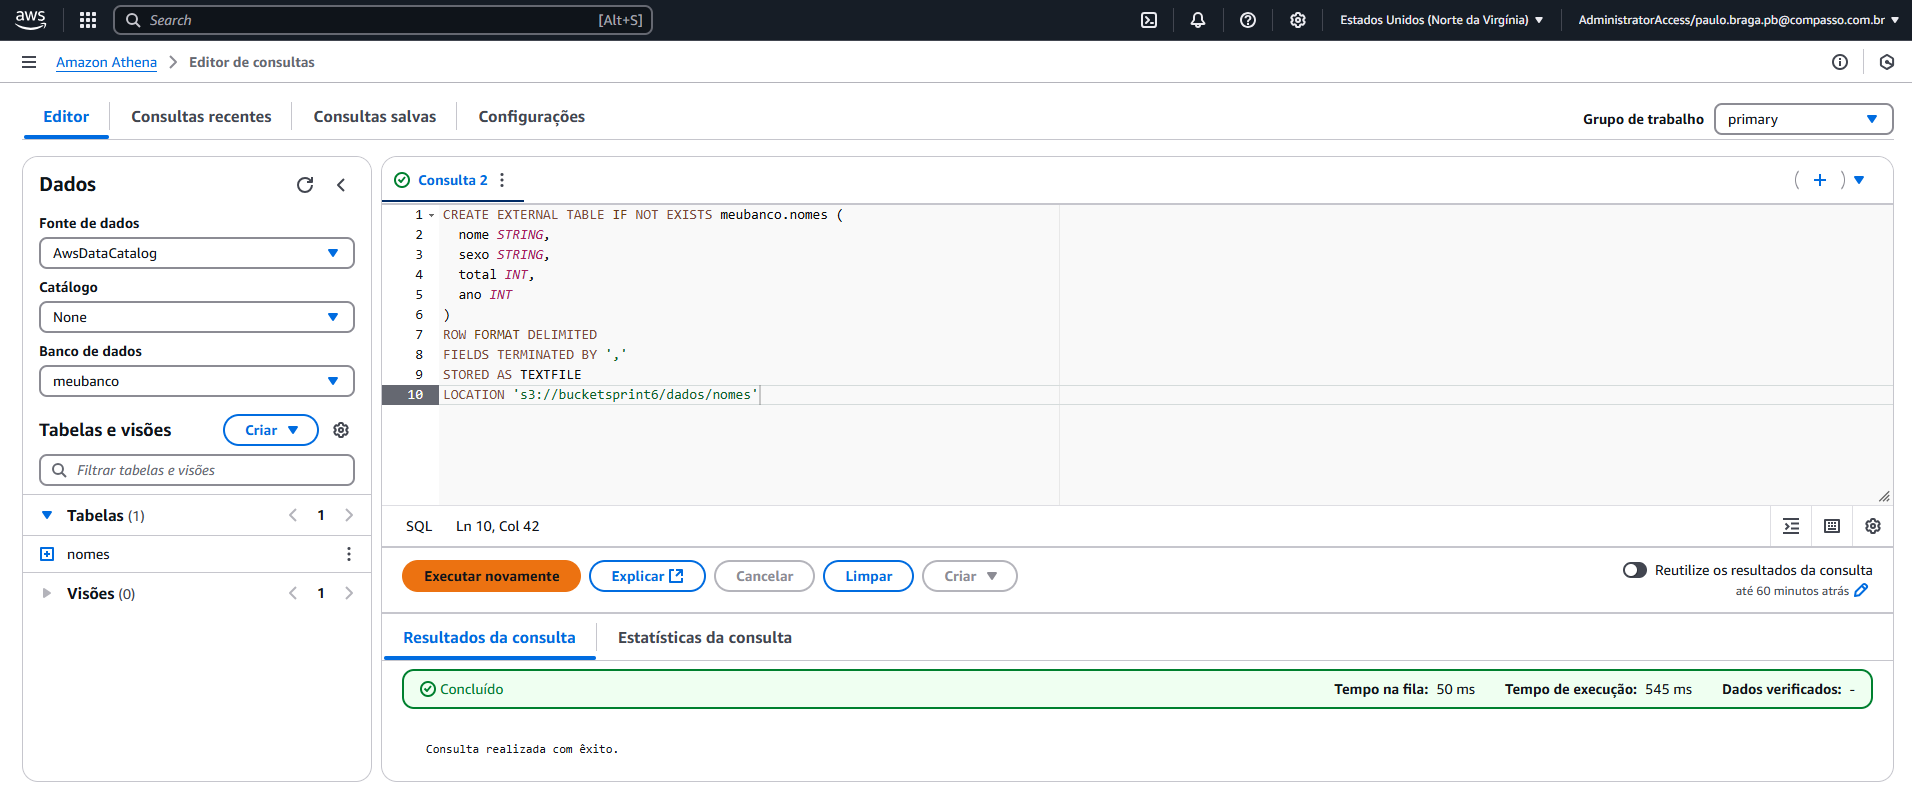 aws
Search [Alt+S]
Estados Unidos (Norte da Virgínia)
AdministratorAccess/paulo.braga.pb@compasso.com.br
Amazon Athena
Editor de consultas
Editor
Consultas recentes
Consultas salvas
Configurações
Grupo de trabalho
primary
Dados
Fonte de dados
AwsDataCatalog
Catálogo
None
Banco de dados
meubanco
Tabelas e visões
Criar
Filtrar tabelas e visões
Tabelas (1)
1
nomes
Visões (0)
1
Consulta 2
1 CREATE EXTERNAL TABLE IF NOT EXISTS meubanco.nomes (
2 nome STRING,
3 sexo STRING,
4 total INT,
5 ano INT
6 )
7 ROW FORMAT DELIMITED
8 FIELDS TERMINATED BY ','
9 STORED AS TEXTFILE
10 LOCATION 's3://bucketsprint6/dados/nomes'
SQL
Ln 10, Col 42
Executar novamente
Explicar
Cancelar
Limpar
Criar
Reutilize os resultados da consulta
até 60 minutos atrás
Resultados da consulta
Estatísticas da consulta
Concluído
Tempo na fila: 50 ms
Tempo de execução: 545 ms
Dados verificados: -
Consulta realizada com êxito.